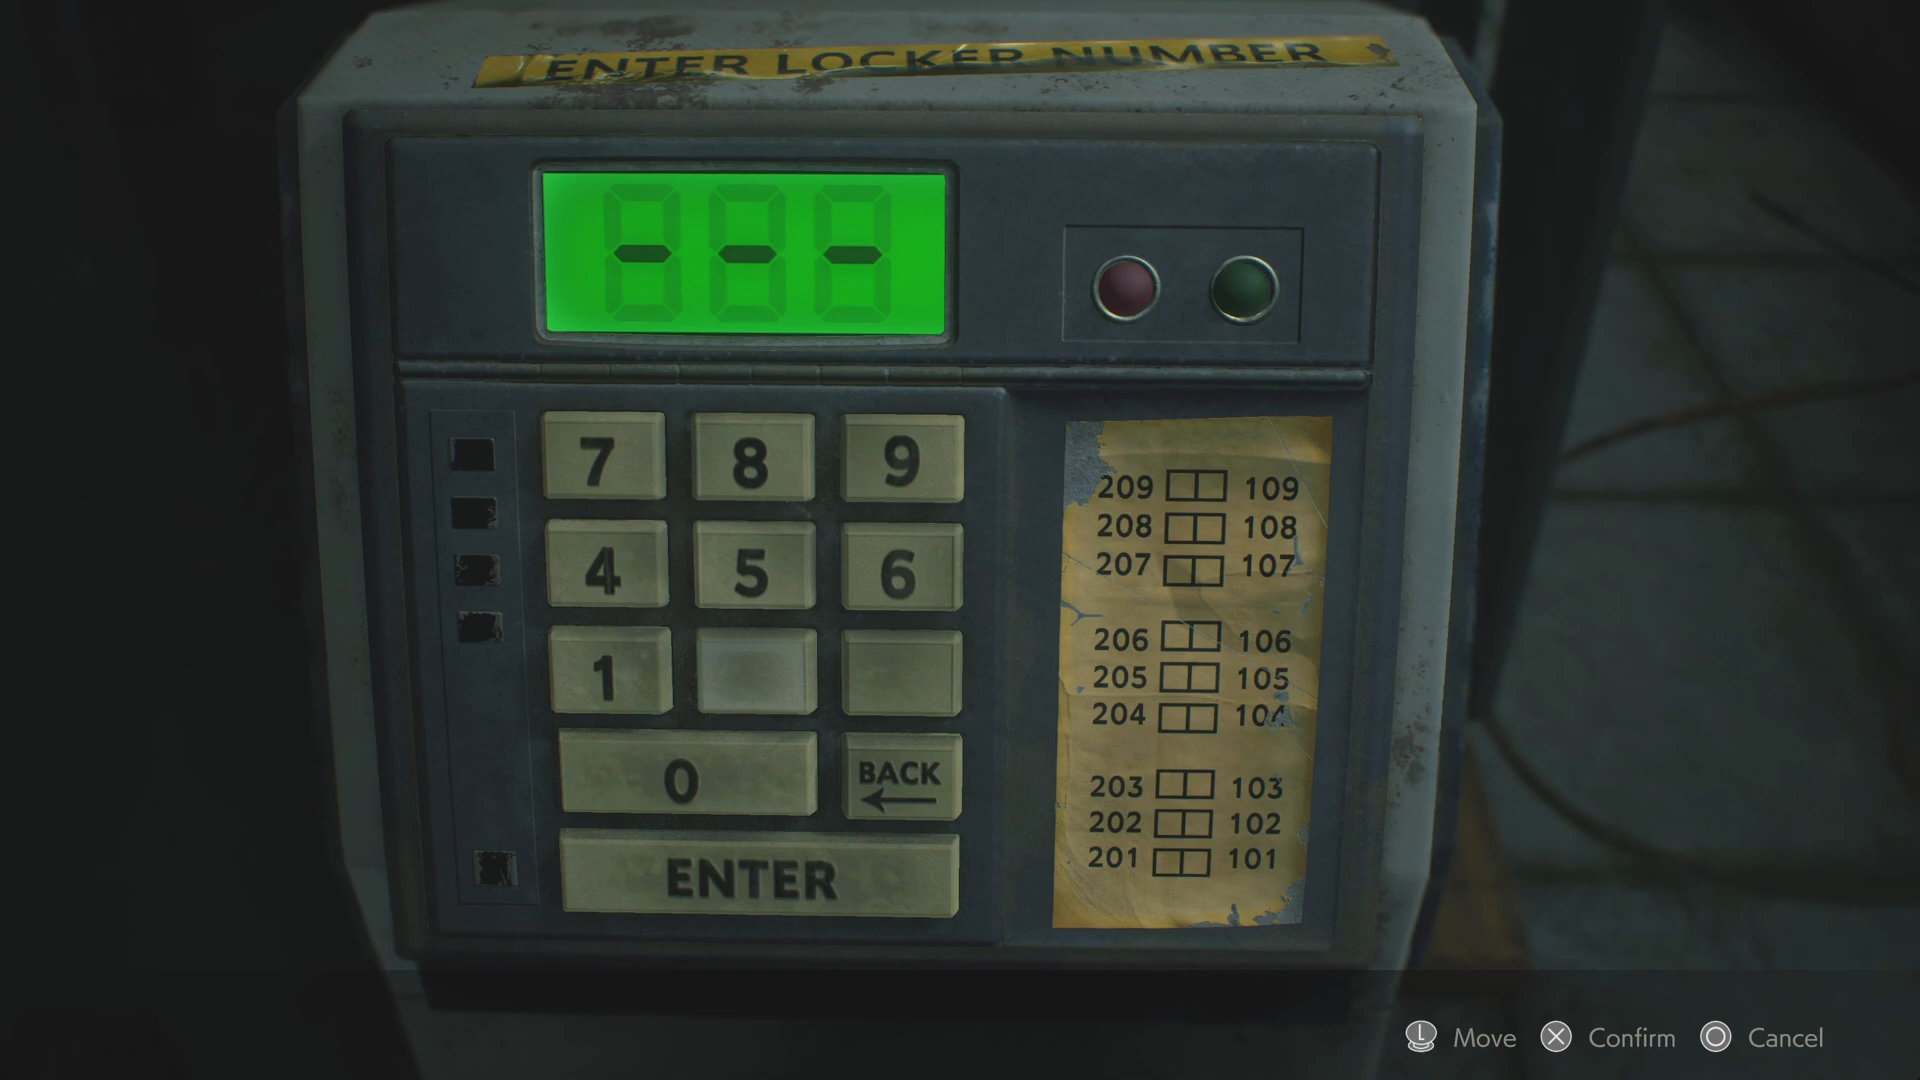 ENTER LOCKER NUMBER
- - -
7 8 9
4 5 6
1
0 BACK
ENTER
209 109
208 108
207 107
206 106
205 105
204 104
203 103
202 102
201 101
L Move Confirm Cancel